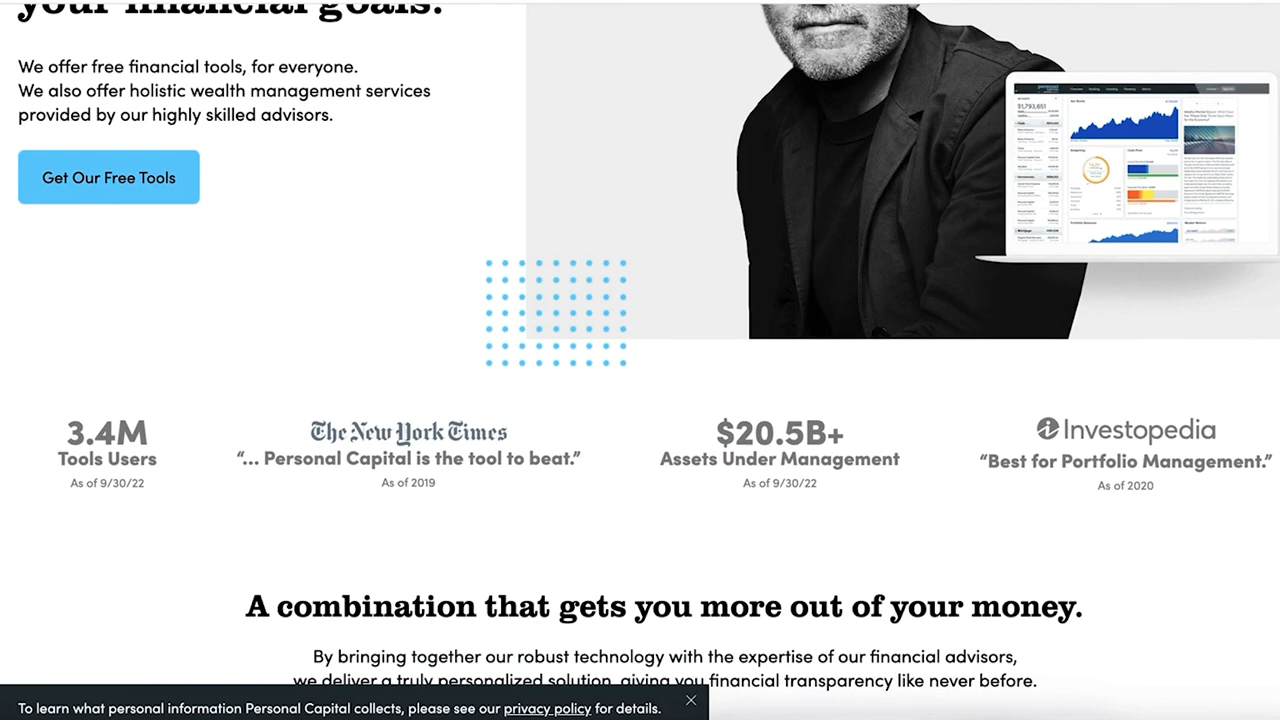 your financial goals.
We offer free financial tools, for everyone.
We also offer holistic wealth management services
provided by our highly skilled advisors.
Get Our Free Tools
$1,793,651
3.4M
Tools Users
As of 9/30/22
The New York Times
“... Personal Capital is the tool to beat.”
As of 2019
$20.5B+
Assets Under Management
As of 9/30/22
Investopedia
“Best for Portfolio Management.”
As of 2020
A combination that gets you more out of your money.
By bringing together our robust technology with the expertise of our financial advisors,
we deliver a truly personalized solution, giving you financial transparency like never before.
To learn what personal information Personal Capital collects, please see our privacy policy for details.